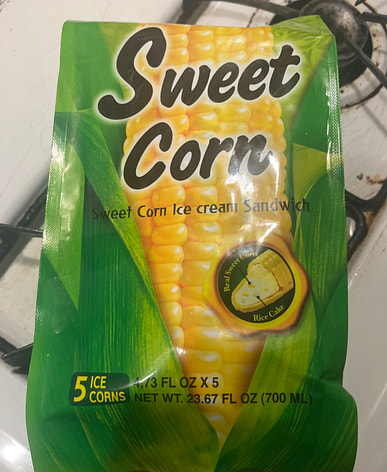 Sweet
Corn
Sweet Corn Ice cream Sandwich
Real Sweet Corn
Rice Cake
5 ICE CORNS
4.73 FL OZ X 5
NET WT. 23.67 FL OZ (700 ML)